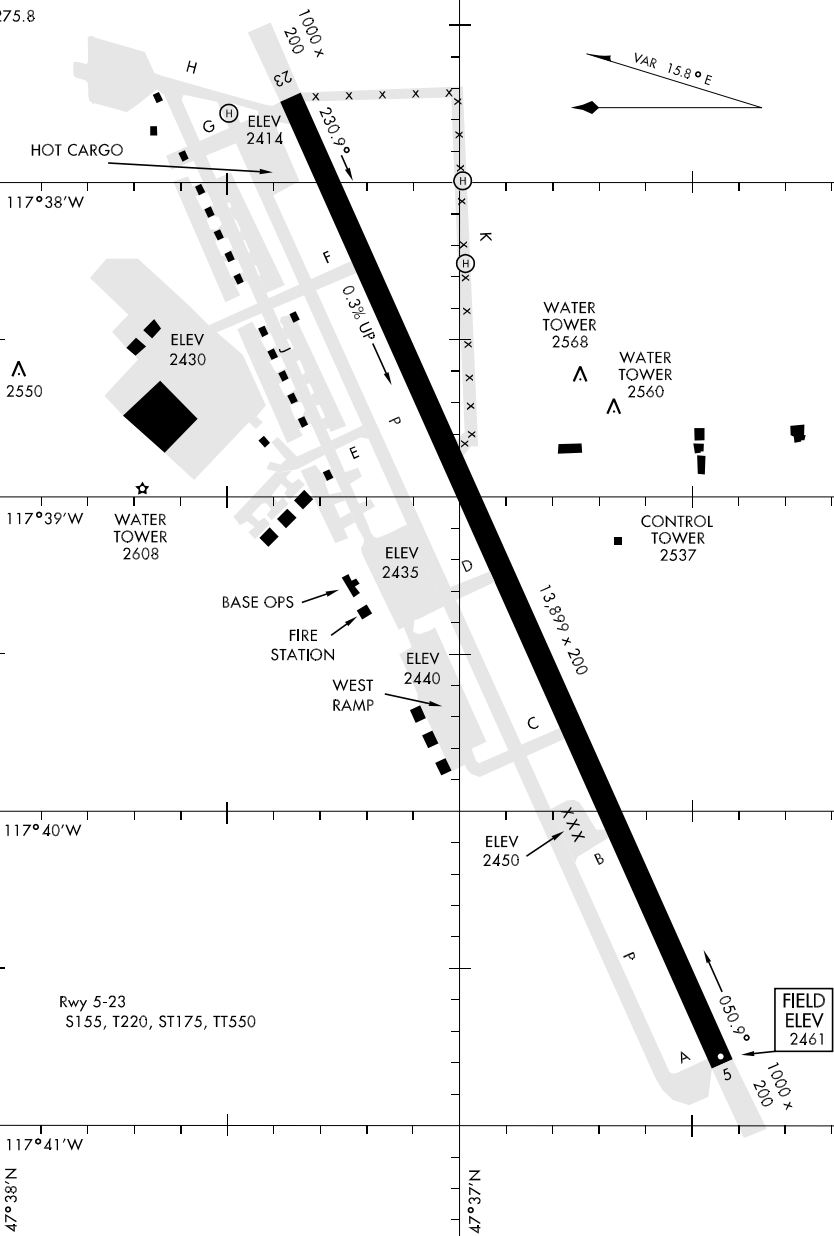 275.8
1000 x
200
VAR 15.8° E
H
23
H
G
ELEV
2414
230.9°
HOT CARGO
117°38'W
H
K
F
H
0.3% UP
WATER
TOWER
2568
ELEV
2430
J
WATER
TOWER
2560
2550
P
E
117°39'W
WATER
TOWER
2608
CONTROL
TOWER
2537
ELEV
2435
D
BASE OPS
13,899 x 200
FIRE
STATION
ELEV
2440
WEST
RAMP
C
117°40'W
XXX
ELEV
2450
B
P
Rwy 5-23
S155, T220, ST175, TT550
050.9°
FIELD
ELEV
2461
A
5
1000 x
200
117°41'W
47°38'N
47°37'N